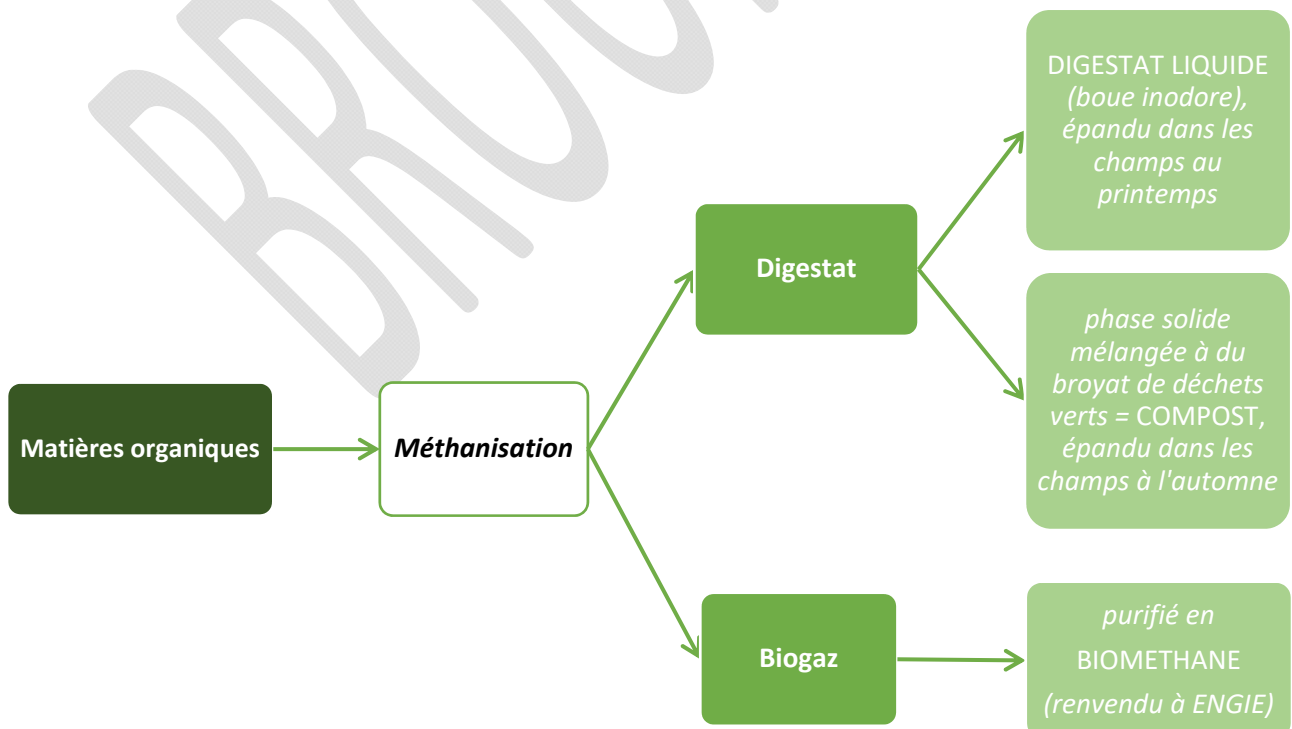 Matières organiques
Méthanisation
Digestat
DIGESTAT LIQUIDE
(boue inodore),
épandu dans les
champs au
printemps
phase solide
mélangée à du
broyat de déchets
verts = COMPOST,
épandu dans les
champs à l'automne
Biogaz
purifié en
BIOMETHANE
(renvendu à ENGIE)